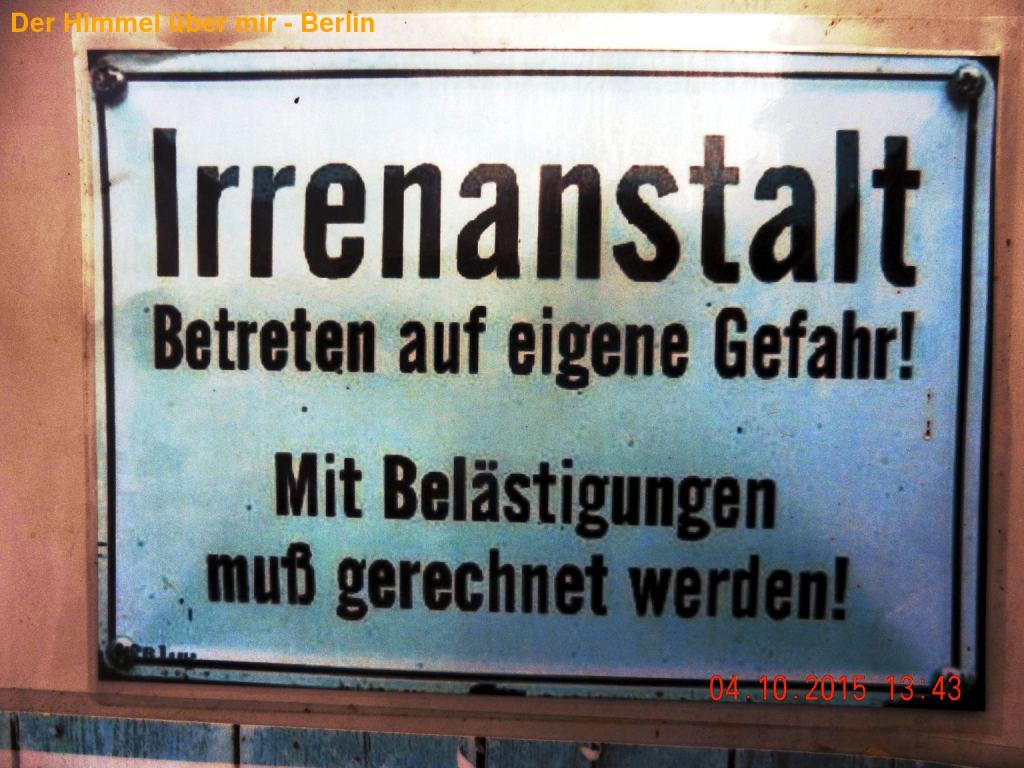 Der Himmel über mir - Berlin
Irrenanstalt
Betreten auf eigene Gefahr!
Mit Belästigungen
muß gerechnet werden!
04.10.2015 13:43